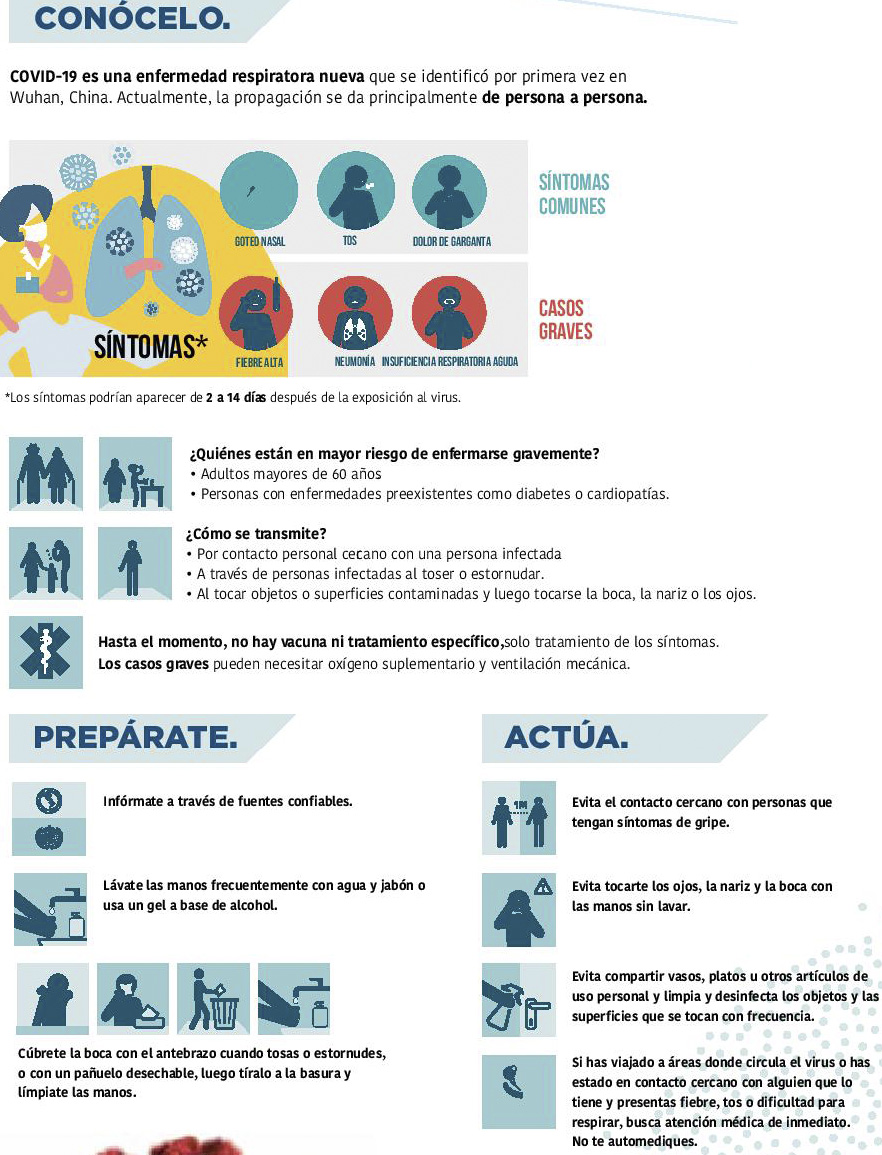 CONÓCELO.
COVID-19 es una enfermedad respiratora nueva que se identificó por primera vez en
Wuhan, China. Actualmente, la propagación se da principalmente de persona a persona.
GOTEO NASAL
TOS
DOLOR DE GARGANTA
SÍNTOMAS
COMUNES
SÍNTOMAS*
FIEBRE ALTA
NEUMONÍA
INSUFICIENCIA RESPIRATORIA AGUDA
CASOS
GRAVES
*Los síntomas podrían aparecer de 2 a 14 días después de la exposición al virus.
¿Quiénes están en mayor riesgo de enfermarse gravemente?
• Adultos mayores de 60 años
• Personas con enfermedades preexistentes como diabetes o cardiopatías.
¿Cómo se transmite?
• Por contacto personal cercano con una persona infectada
• A través de personas infectadas al toser o estornudar.
• Al tocar objetos o superficies contaminadas y luego tocarse la boca, la nariz o los ojos.
Hasta el momento, no hay vacuna ni tratamiento específico,solo tratamiento de los síntomas.
Los casos graves pueden necesitar oxígeno suplementario y ventilación mecánica.
PREPÁRATE.
Infórmate a través de fuentes confiables.
Lávate las manos frecuentemente con agua y jabón o
usa un gel a base de alcohol.
Cúbrete la boca con el antebrazo cuando tosas o estornudes,
o con un pañuelo desechable, luego tíralo a la basura y
límpiate las manos.
ACTÚA.
1M
Evita el contacto cercano con personas que
tengan síntomas de gripe.
Evita tocarte los ojos, la nariz y la boca con
las manos sin lavar.
Evita compartir vasos, platos u otros artículos de
uso personal y limpia y desinfecta los objetos y las
superficies que se tocan con frecuencia.
Si has viajado a áreas donde circula el virus o has
estado en contacto cercano con alguien que lo
tiene y presentas fiebre, tos o dificultad para
respirar, busca atención médica de inmediato.
No te automediques.